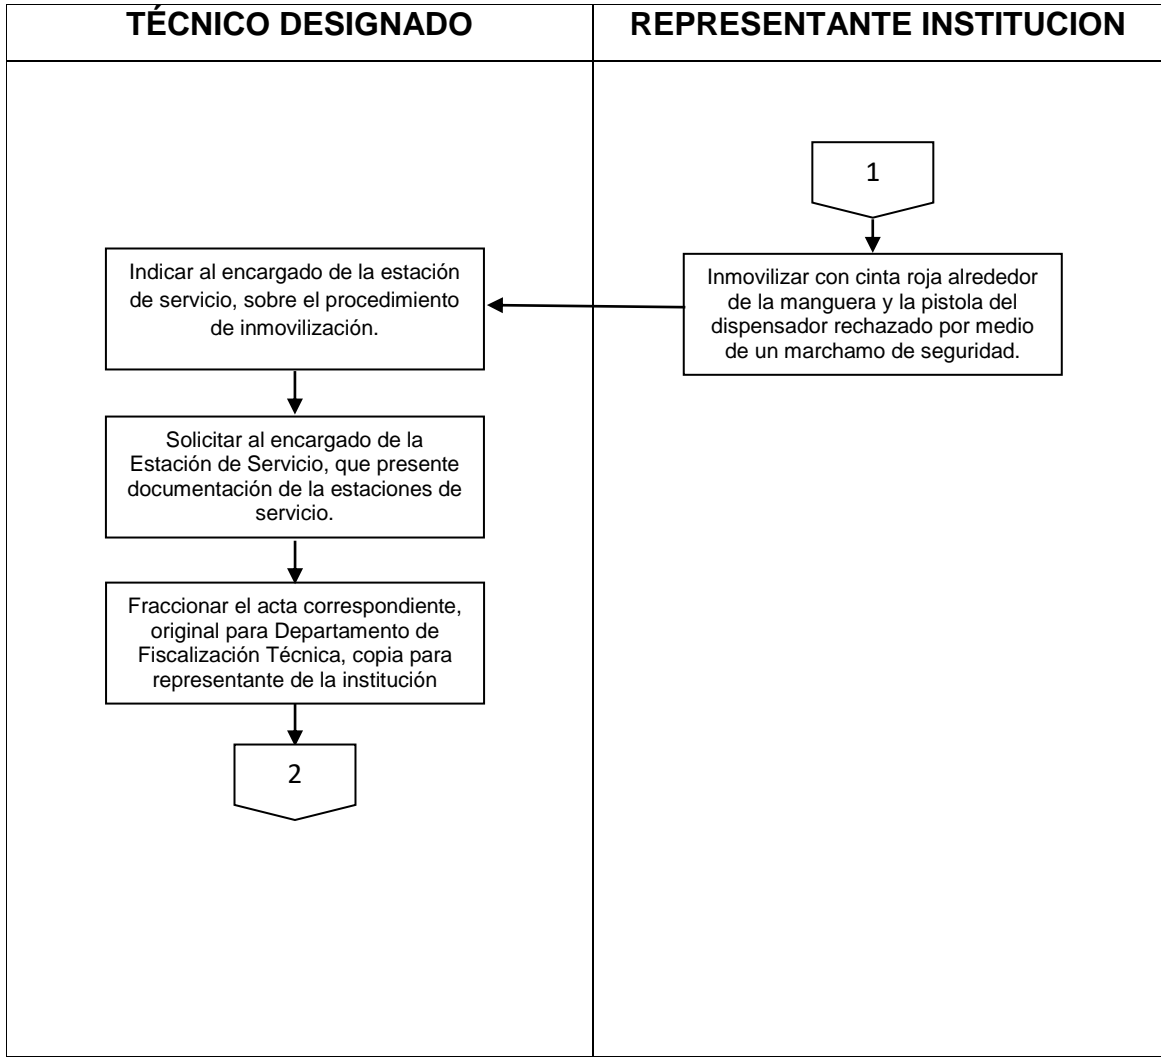 TÉCNICO DESIGNADO
REPRESENTANTE INSTITUCION
1
Inmovilizar con cinta roja alrededor
de la manguera y la pistola del
dispensador rechazado por medio
de un marchamo de seguridad.
Indicar al encargado de la estación
de servicio, sobre el procedimiento
de inmovilización.
Solicitar al encargado de la
Estación de Servicio, que presente
documentación de la estaciones de
servicio.
Fraccionar el acta correspondiente,
original para Departamento de
Fiscalización Técnica, copia para
representante de la institución
2